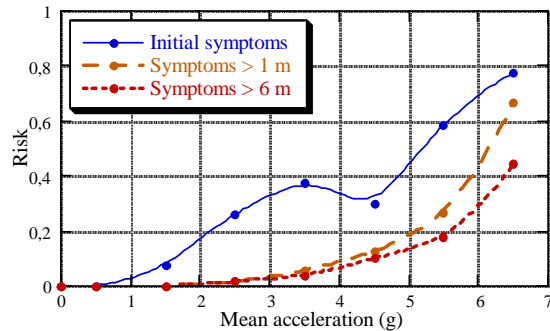 1
Initial symptoms
Symptoms > 1 m
Symptoms > 6 m
0,8
0,6
Risk
0,4
0,2
0
0 1 2 3 4 5 6 7
Mean acceleration (g)